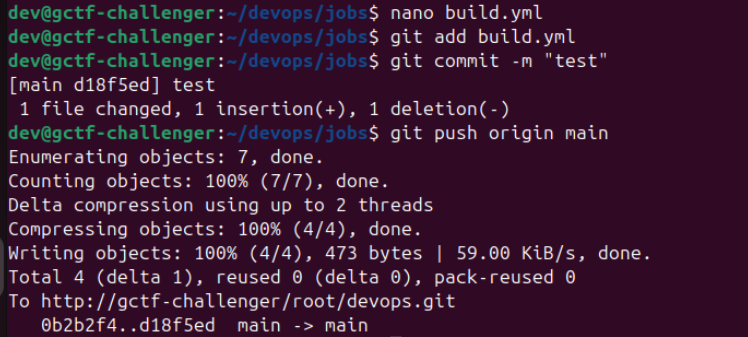 dev@gctf-challenger:~/devops/jobs$ nano build.yml
dev@gctf-challenger:~/devops/jobs$ git add build.yml
dev@gctf-challenger:~/devops/jobs$ git commit -m "test"
[main d18f5ed] test
 1 file changed, 1 insertion(+), 1 deletion(-)
dev@gctf-challenger:~/devops/jobs$ git push origin main
Enumerating objects: 7, done.
Counting objects: 100% (7/7), done.
Delta compression using up to 2 threads
Compressing objects: 100% (4/4), done.
Writing objects: 100% (4/4), 473 bytes | 59.00 KiB/s, done.
Total 4 (delta 1), reused 0 (delta 0), pack-reused 0
To http://gctf-challenger/root/devops.git
   0b2b2f4..d18f5ed  main -> main